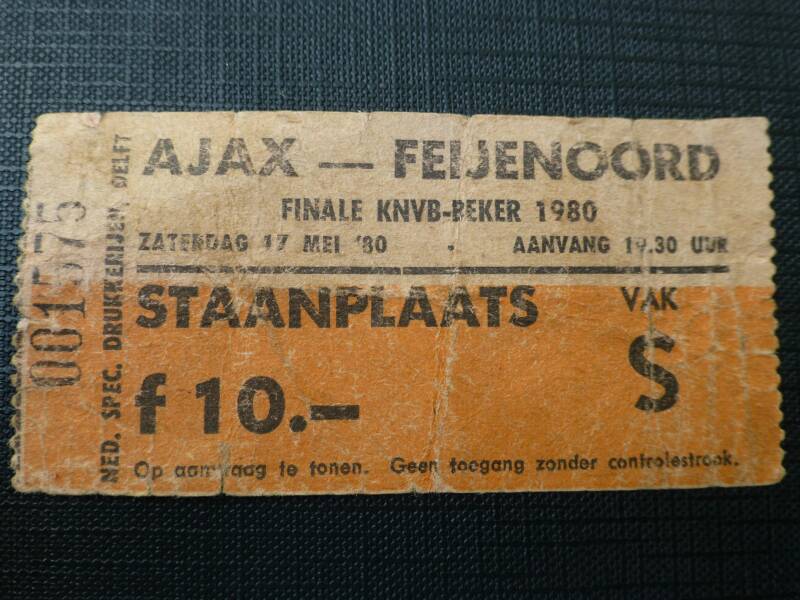 AJAX — FEIJENOORD
FINALE KNVB-BEKER 1980
ZATERDAG 17 MEI '80 - AANVANG 19.30 UUR
STAANPLAATS
VAK
S
f 10.—
Op aanvraag te tonen. Geen toegang zonder controlestrook.
001575
NED. SPEC. DRUKKERIJEN, DELFT